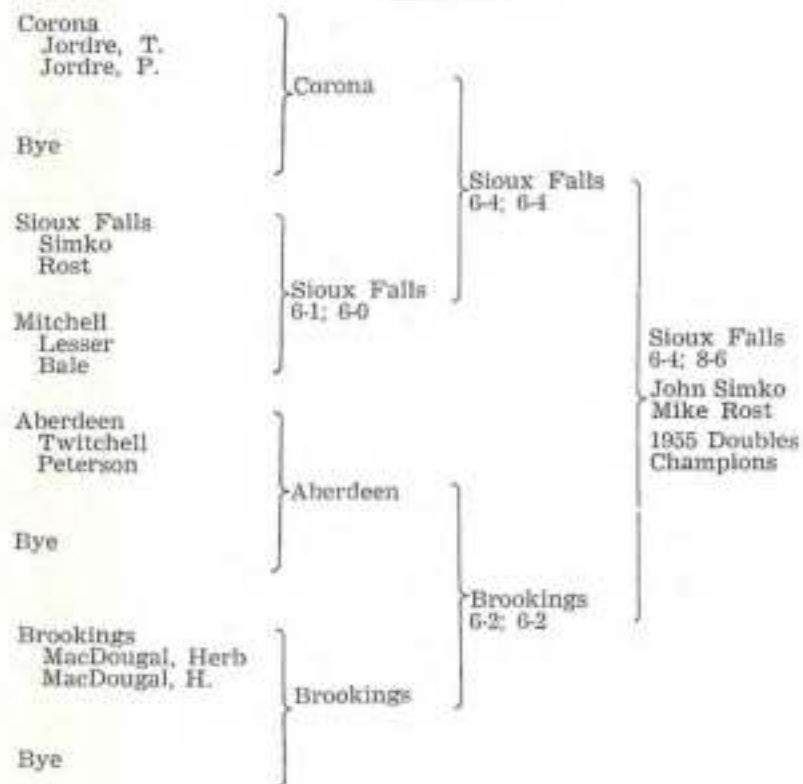 Corona
Jordre, T.
Jordre, P.
Bye
Sioux Falls
Simko
Rost
Mitchell
Lesser
Bale
Aberdeen
Twitchell
Peterson
Bye
Brookings
MacDougal, Herb
MacDougal, H.
Bye
Corona
Sioux Falls
6-1; 6-0
Aberdeen
Brookings
Sioux Falls
6-4; 6-4
Brookings
6-2; 6-2
Sioux Falls
6-4; 8-6
John Simko
Mike Rost
1955 Doubles
Champions